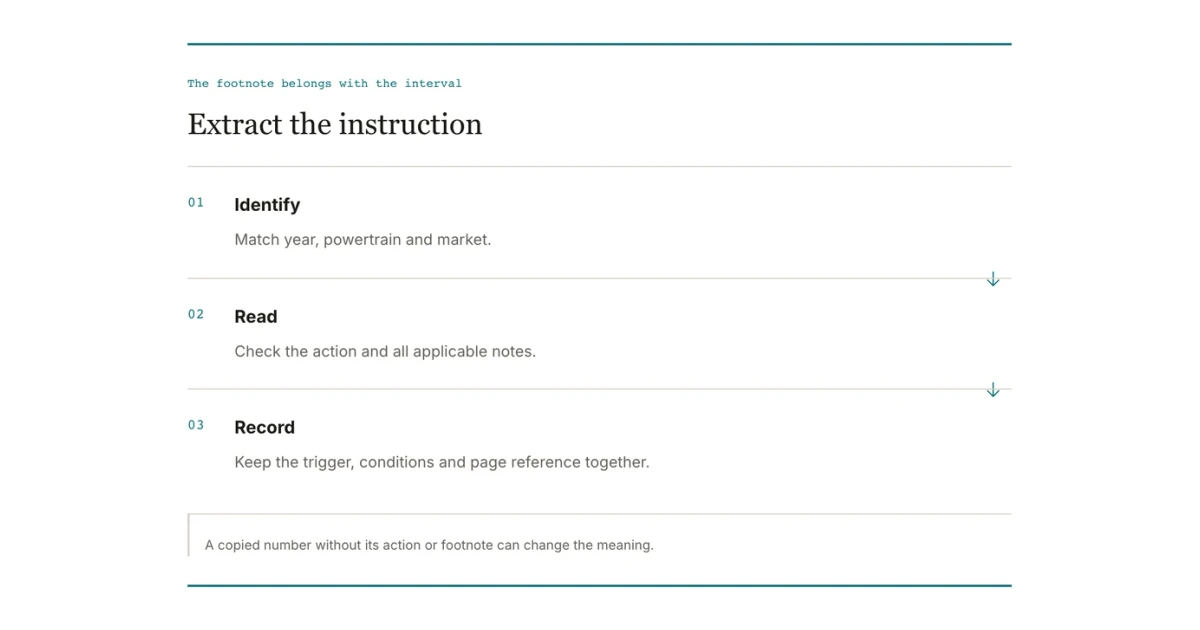 The footnote belongs with the interval
Extract the instruction
01
Identify
Match year, powertrain and market.
02
Read
Check the action and all applicable notes.
03
Record
Keep the trigger, conditions and page reference together.
A copied number without its action or footnote can change the meaning.